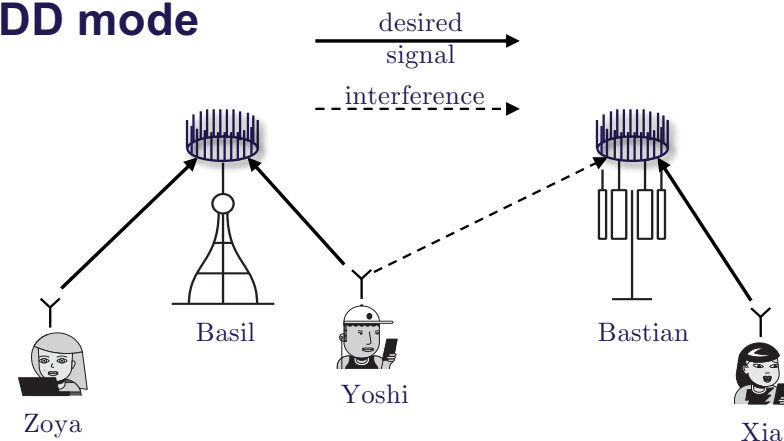 DD mode
desired
signal
interference
Basil
Bastian
Yoshi
Zoya
Xia